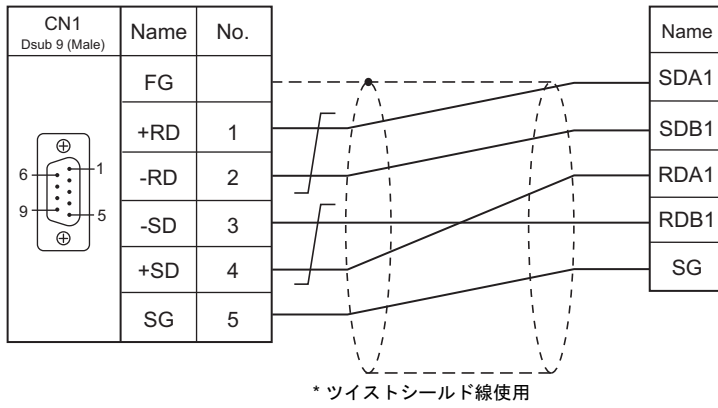 CN1
Dsub 9 (Male)
Name No.
Name
FG
SDA1
+RD 1
SDB1
-RD 2
RDA1
-SD 3
RDB1
+SD 4
SG
SG 5
6 1
9 5
* ツイストシールド線使用